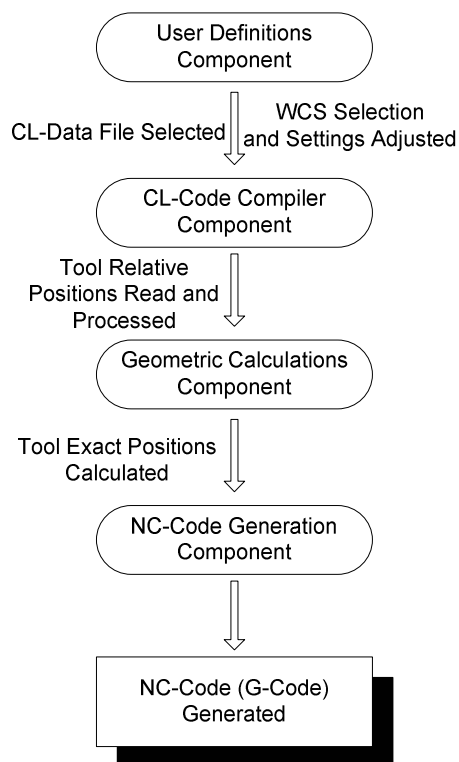 User Definitions
Component
CL-Data File Selected
WCS Selection
and Settings Adjusted
CL-Code Compiler
Component
Tool Relative
Positions Read and
Processed
Geometric Calculations
Component
Tool Exact Positions
Calculated
NC-Code Generation
Component
NC-Code (G-Code)
Generated